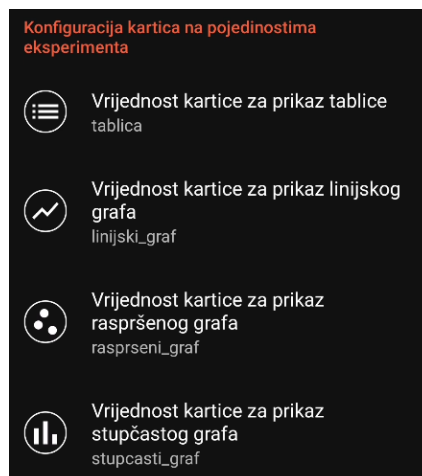 Konfiguracija kartica na pojedinostima
eksperimenta
Vrijednost kartice za prikaz tablice
tablica
Vrijednost kartice za prikaz linijskog
grafa
linijski_graf
Vrijednost kartice za prikaz
raspršenog grafa
rasprseni_graf
Vrijednost kartice za prikaz
stupčastog grafa
stupcasti_graf